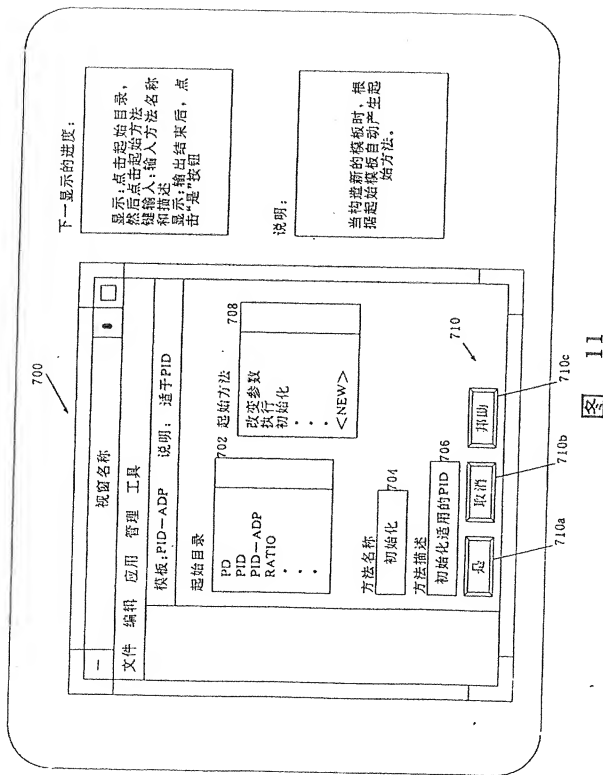 700
视窗名称
文件 编辑 应用 管理 工具
模板:PID-ADP 说明: 适于PID
起始目录
702
起始方法
708
PD
PID
PID-ADP
RATIO
改变参数
执行
初始化
<NEW>
方法名称
初始化
704
方法描述
初始化适用的PID
706
710
是
取消
帮助
710a
710b
710c
下一显示的进度:
显示:点击起始目录,
然后点击起始方法
键输入:输入方法名称
和描述
显示:输出结束后,点
击“是”按钮
说明:
当构造新的模板时,根
据起始模板自动产生起
始方法。
图 11